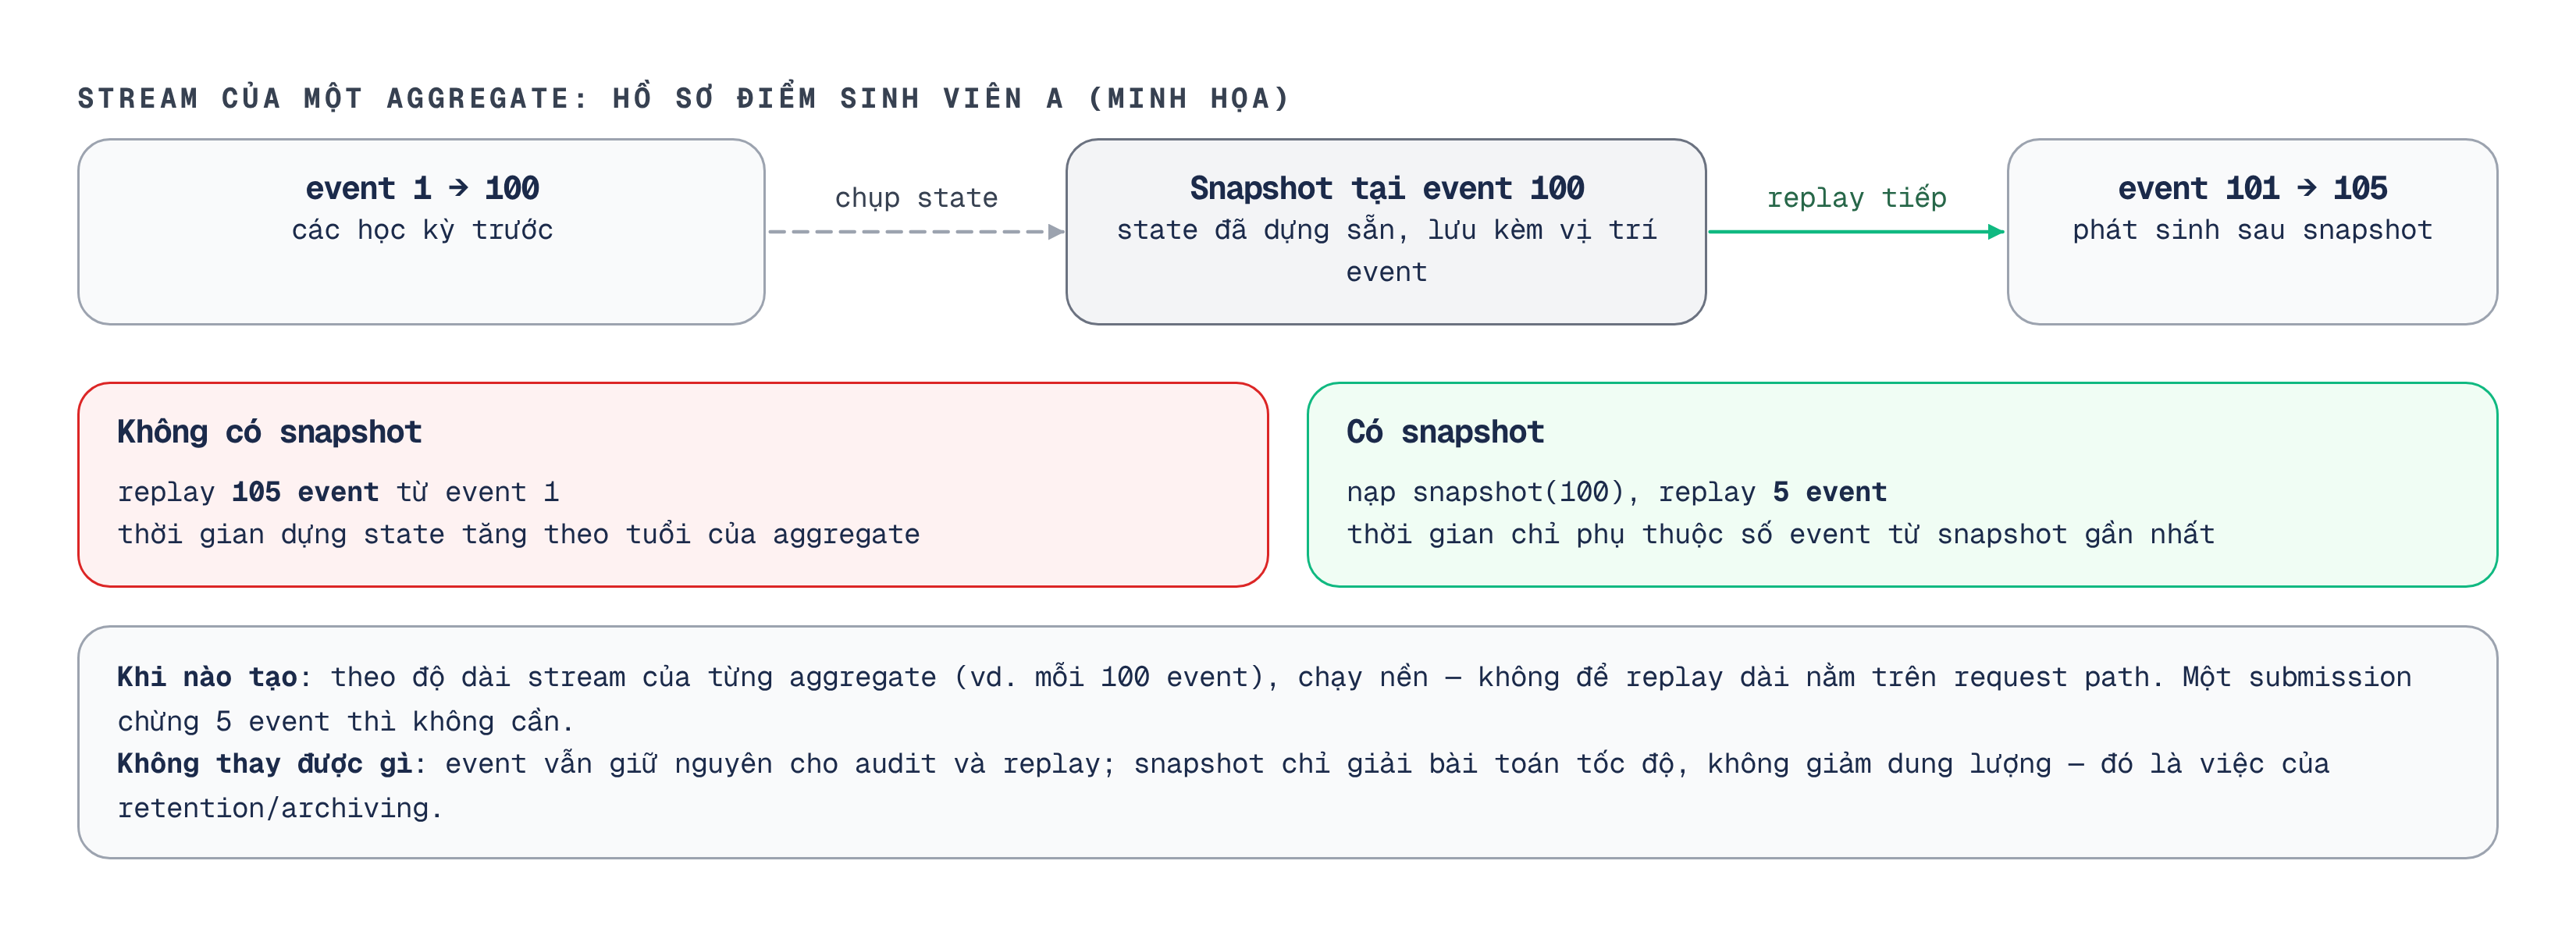 STREAM CỦA MỘT AGGREGATE: HỒ SƠ ĐIỂM SINH VIÊN A (MINH HỌA)
event 1 → 100
các học kỳ trước
chụp state
Snapshot tại event 100
state đã dựng sẵn, lưu kèm vị trí
event
replay tiếp
event 101 → 105
phát sinh sau snapshot
Không có snapshot
replay 105 event từ event 1
thời gian dựng state tăng theo tuổi của aggregate
Có snapshot
nạp snapshot(100), replay 5 event
thời gian chỉ phụ thuộc số event từ snapshot gần nhất
Khi nào tạo: theo độ dài stream của từng aggregate (vd. mỗi 100 event), chạy nền — không để replay dài nằm trên request path. Một submission
chừng 5 event thì không cần.
Không thay được gì: event vẫn giữ nguyên cho audit và replay; snapshot chỉ giải bài toán tốc độ, không giảm dung lượng — đó là việc của
retention/archiving.